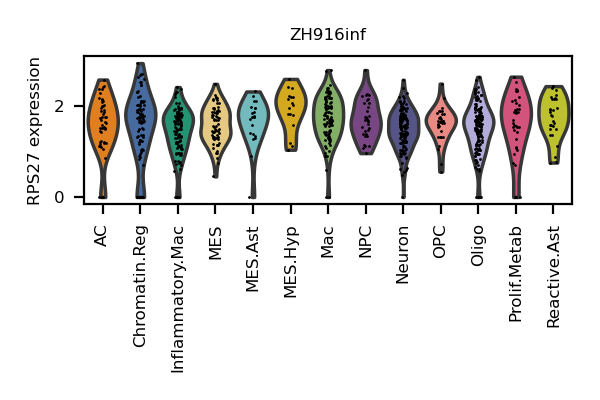 ZH916inf
RPS27 expression
2
0
AC
Chromatin.Reg
Inflammatory.Mac
MES
MES.Ast
MES.Hyp
Mac
NPC
Neuron
OPC
Oligo
Prolif.Metab
Reactive.Ast